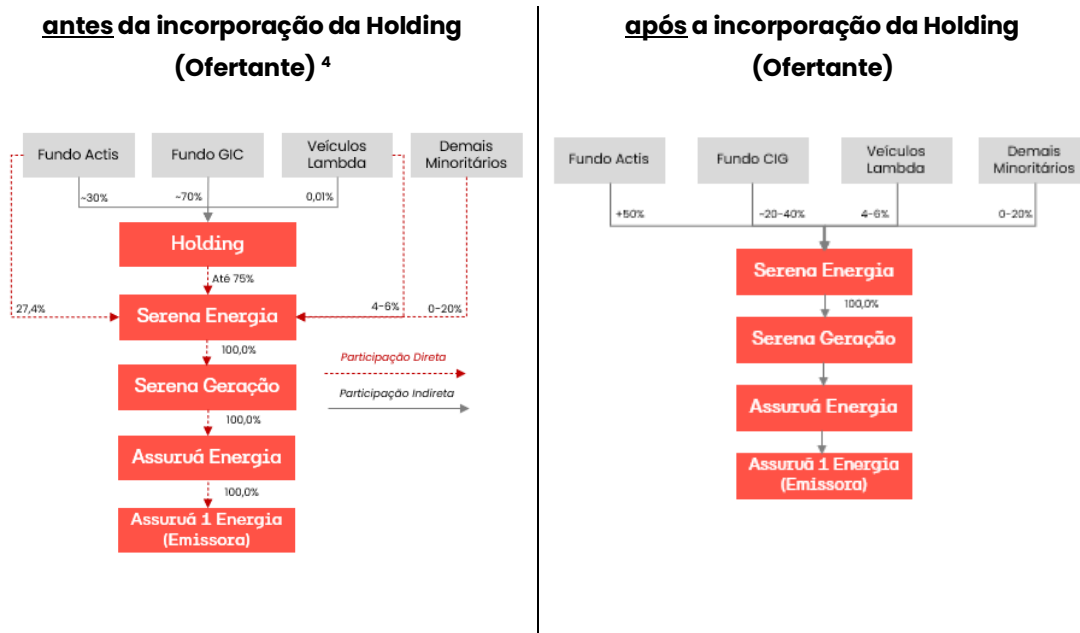 antes da incorporação da Holding
(Ofertante) 4
Fundo Actis
Fundo GIC
Veículos
Lambda
Demais
Minoritários
~30%
~70%
0,01%
Holding
Até 75%
27,4%
Serena Energia
4-6%
0-20%
100,0%
Serena Geração
Participação Direta
Participação Indireta
100,0%
Assuruá Energia
100,0%
Assuruá 1 Energia
(Emissora)
após a incorporação da Holding
(Ofertante)
Fundo Actis
Fundo CIG
Veículos
Lambda
Demais
Minoritários
+50%
~20-40%
4-6%
0-20%
Serena Energia
100,0%
Serena Geração
Assuruá Energia
Assuruá 1 Energia
(Emissora)